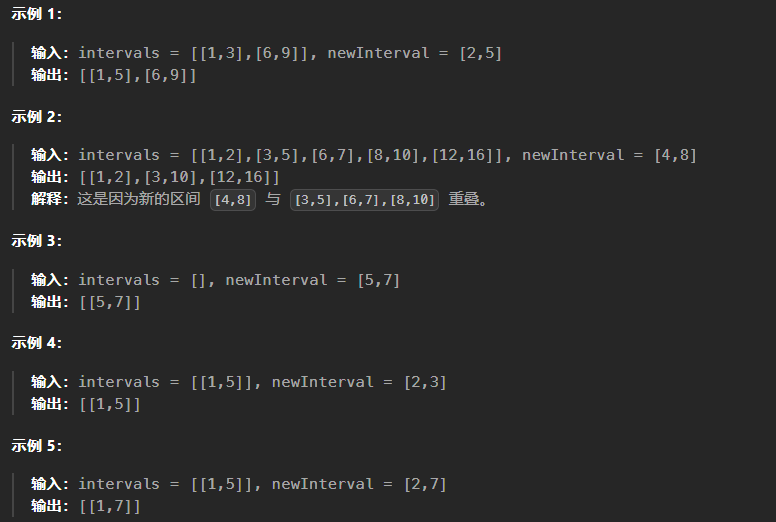 示例 1：
输入：intervals = [[1,3],[6,9]], newInterval = [2,5]
输出：[[1,5],[6,9]]
示例 2：
输入：intervals = [[1,2],[3,5],[6,7],[8,10],[12,16]], newInterval = [4,8]
输出：[[1,2],[3,10],[12,16]]
解释：这是因为新的区间 [4,8] 与 [3,5],[6,7],[8,10] 重叠。
示例 3：
输入：intervals = [], newInterval = [5,7]
输出：[[5,7]]
示例 4：
输入：intervals = [[1,5]], newInterval = [2,3]
输出：[[1,5]]
示例 5：
输入：intervals = [[1,5]], newInterval = [2,7]
输出：[[1,7]]